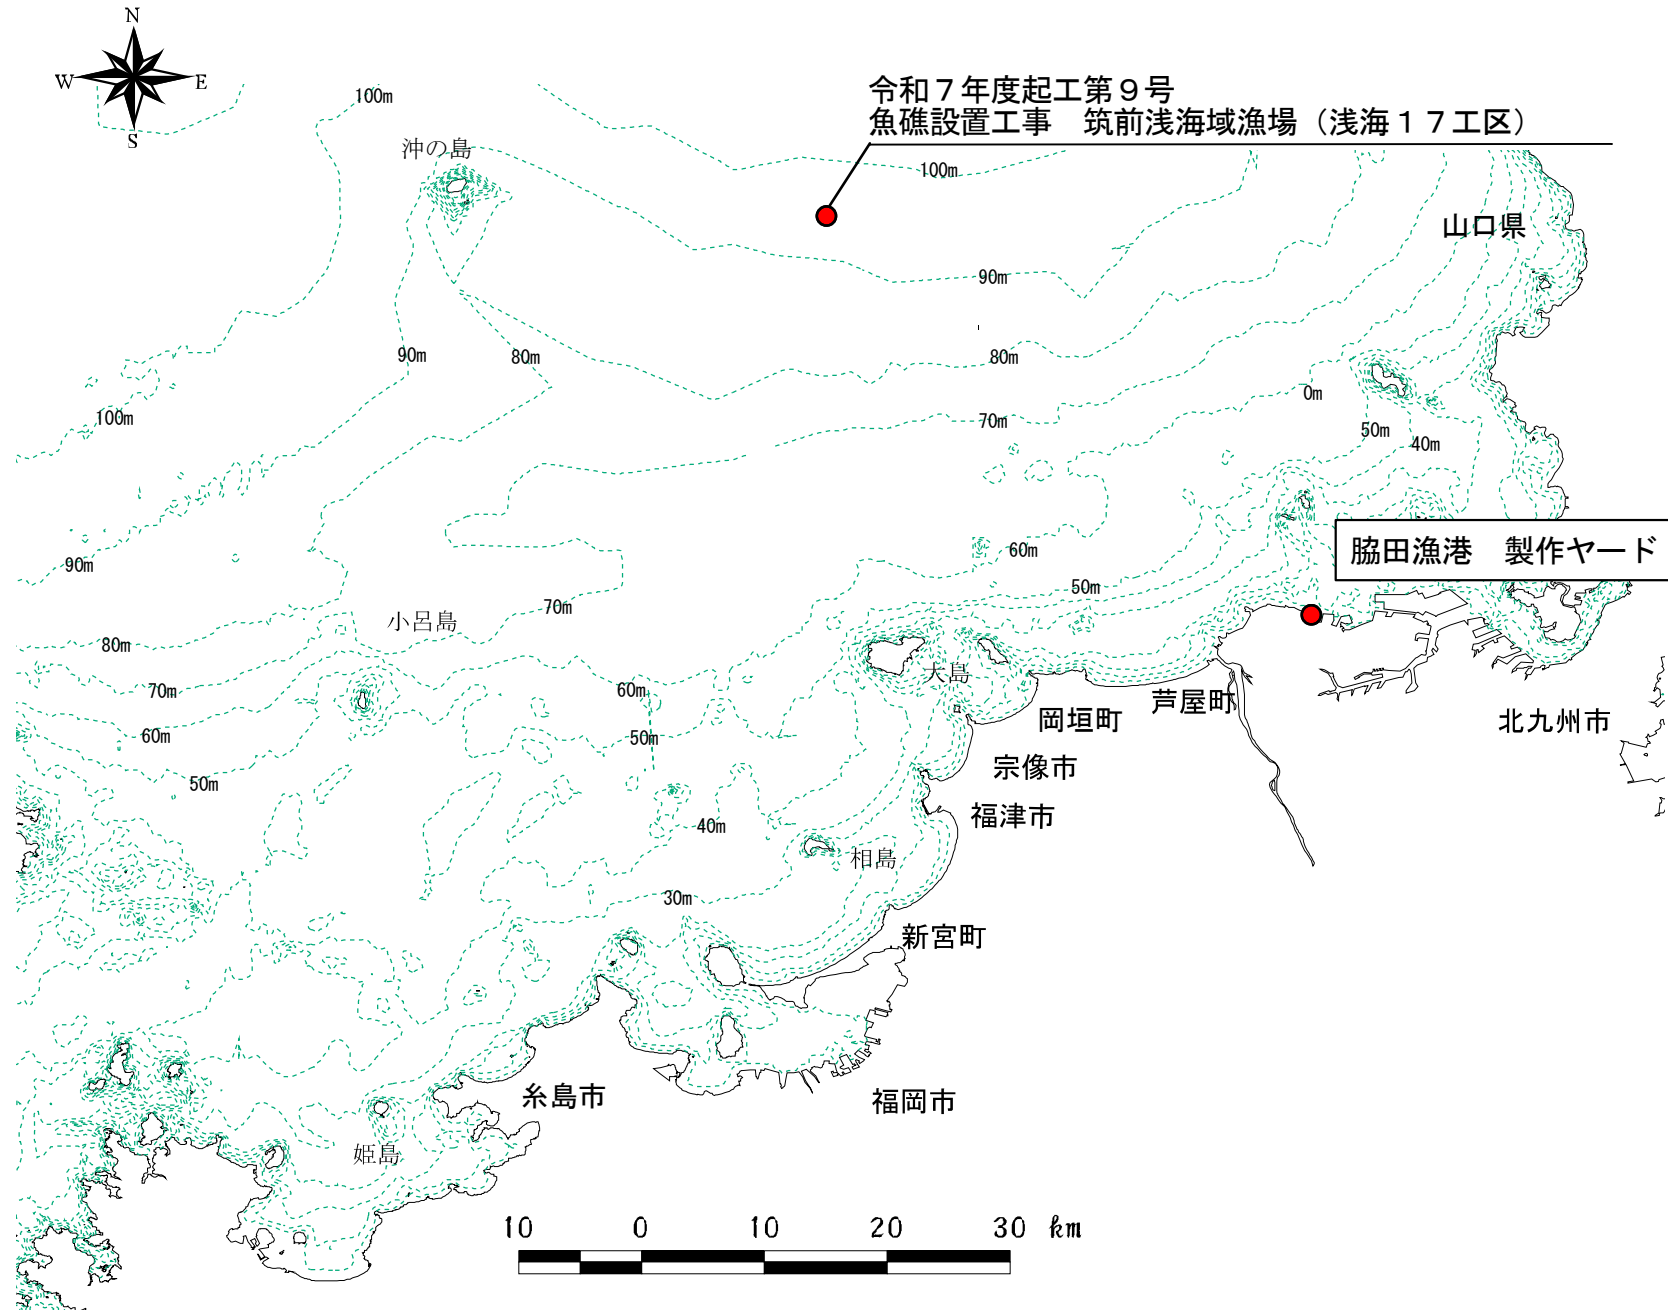 N
W
E
S
100m
令和７年度起工第９号
魚礁設置工事　筑前浅海域漁場（浅海１７工区）
沖の島
100m
山口県
90m
90m
80m
80m
0m
100m
70m
50m
40m
脇田漁港　製作ヤード
60m
90m
50m
70m
小呂島
80m
大島
70m
60m
芦屋町
岡垣町
北九州市
60m
50m
宗像市
50m
福津市
40m
相島
30m
新宮町
糸島市
福岡市
姫島
10 0 10 20 30 km